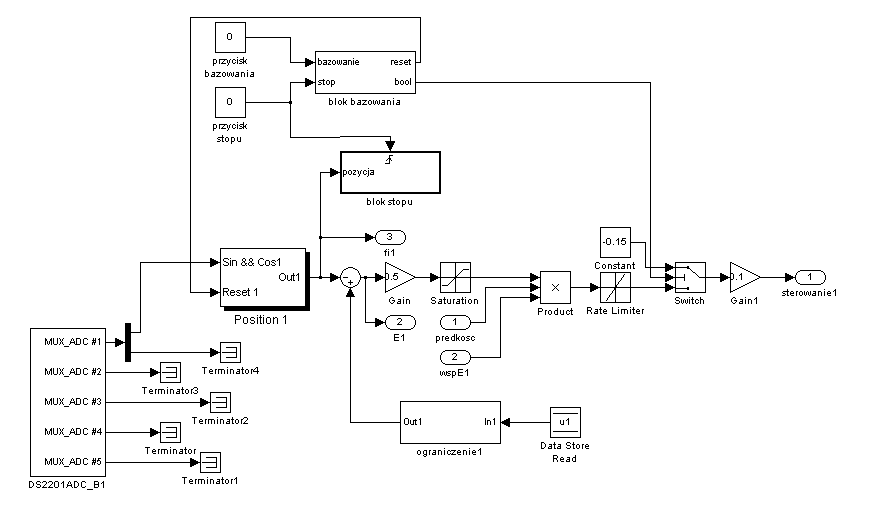 0
przycisk
bazowania
bazowanie
reset
stop
bool
blok bazowania
0
przycisk
stopu
pozycja
blok stopu
3
fi1
Sin && Cos1
Out1
Reset 1
Position 1
-
+
0.5
Gain
Saturation
2
E1
1
predkosc
2
wspE1
×
Product
-0.15
Constant
Rate Limiter
Switch
0.1
Gain1
1
sterowanie1
MUX_ADC #1
MUX_ADC #2
MUX_ADC #3
MUX_ADC #4
MUX_ADC #5
DS2201ADC_B1
Terminator4
Terminator3
Terminator2
Terminator
Terminator1
Out1
In1
ograniczenie1
u1
Data Store
Read